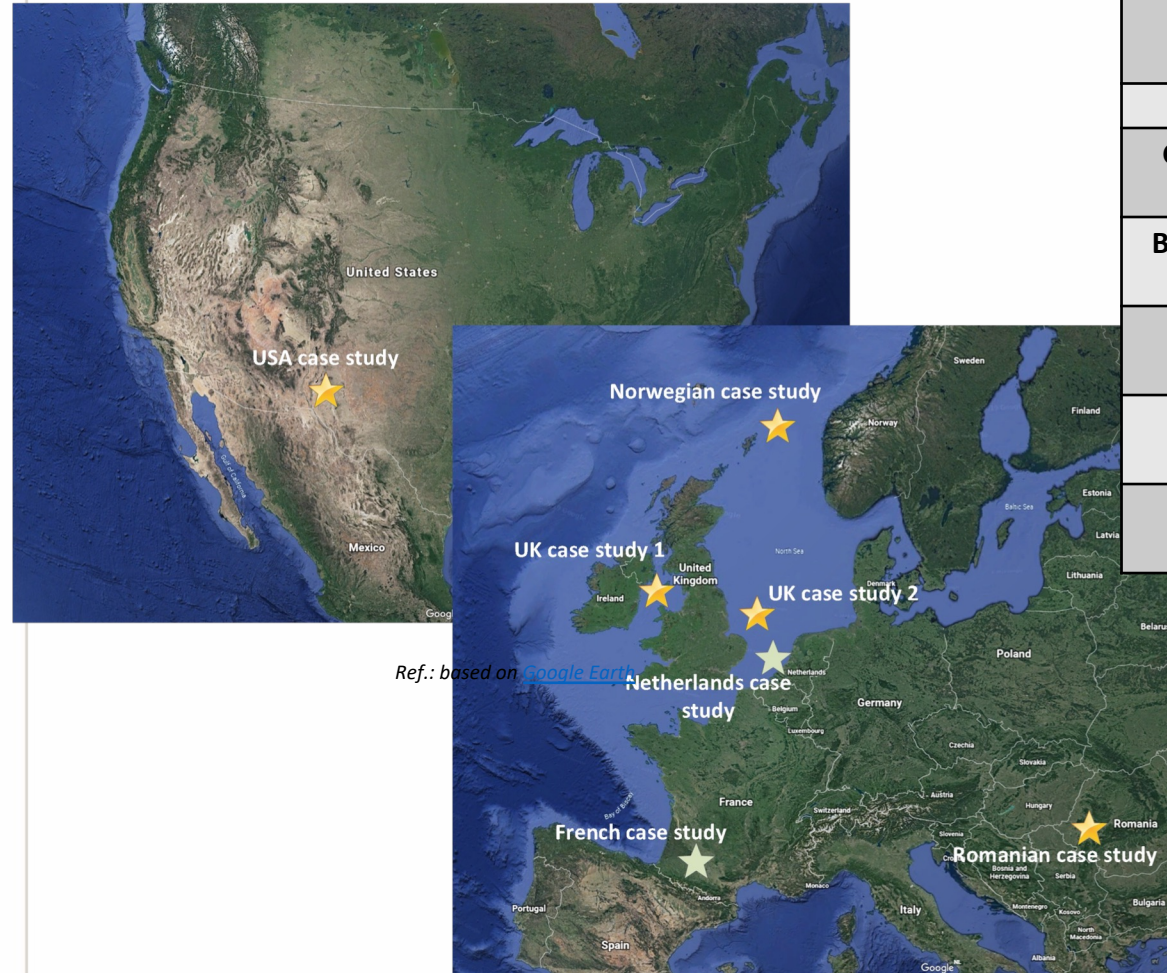 United States
USA case study
Gulf of California
Mexico
Googl
Norwegian case study
Sweden
Norway
Finland
Estonia
Baltic Sea
Latvia
UK case study 1
North Sea
United
Kingdom
Ireland
Denmark
UK case study 2
Lithuania
Belaru
Ref.: based on Google Earth
Netherlands case
study
Netherlands
Poland
Belgium
Germany
Luxembourg
Czechia
Slovakia
Bay of Biscay
France
Austria
Hungary
Switzerland
Romania
Slovenia
French case study
Romanian case study
Bosnia and
Herzegovina
Serbia
Monaco
Andorra
Portugal
Italy
Montenegro
Kosovo
Bulgaria
North
Macedonia
Spain
Albania
Google
B